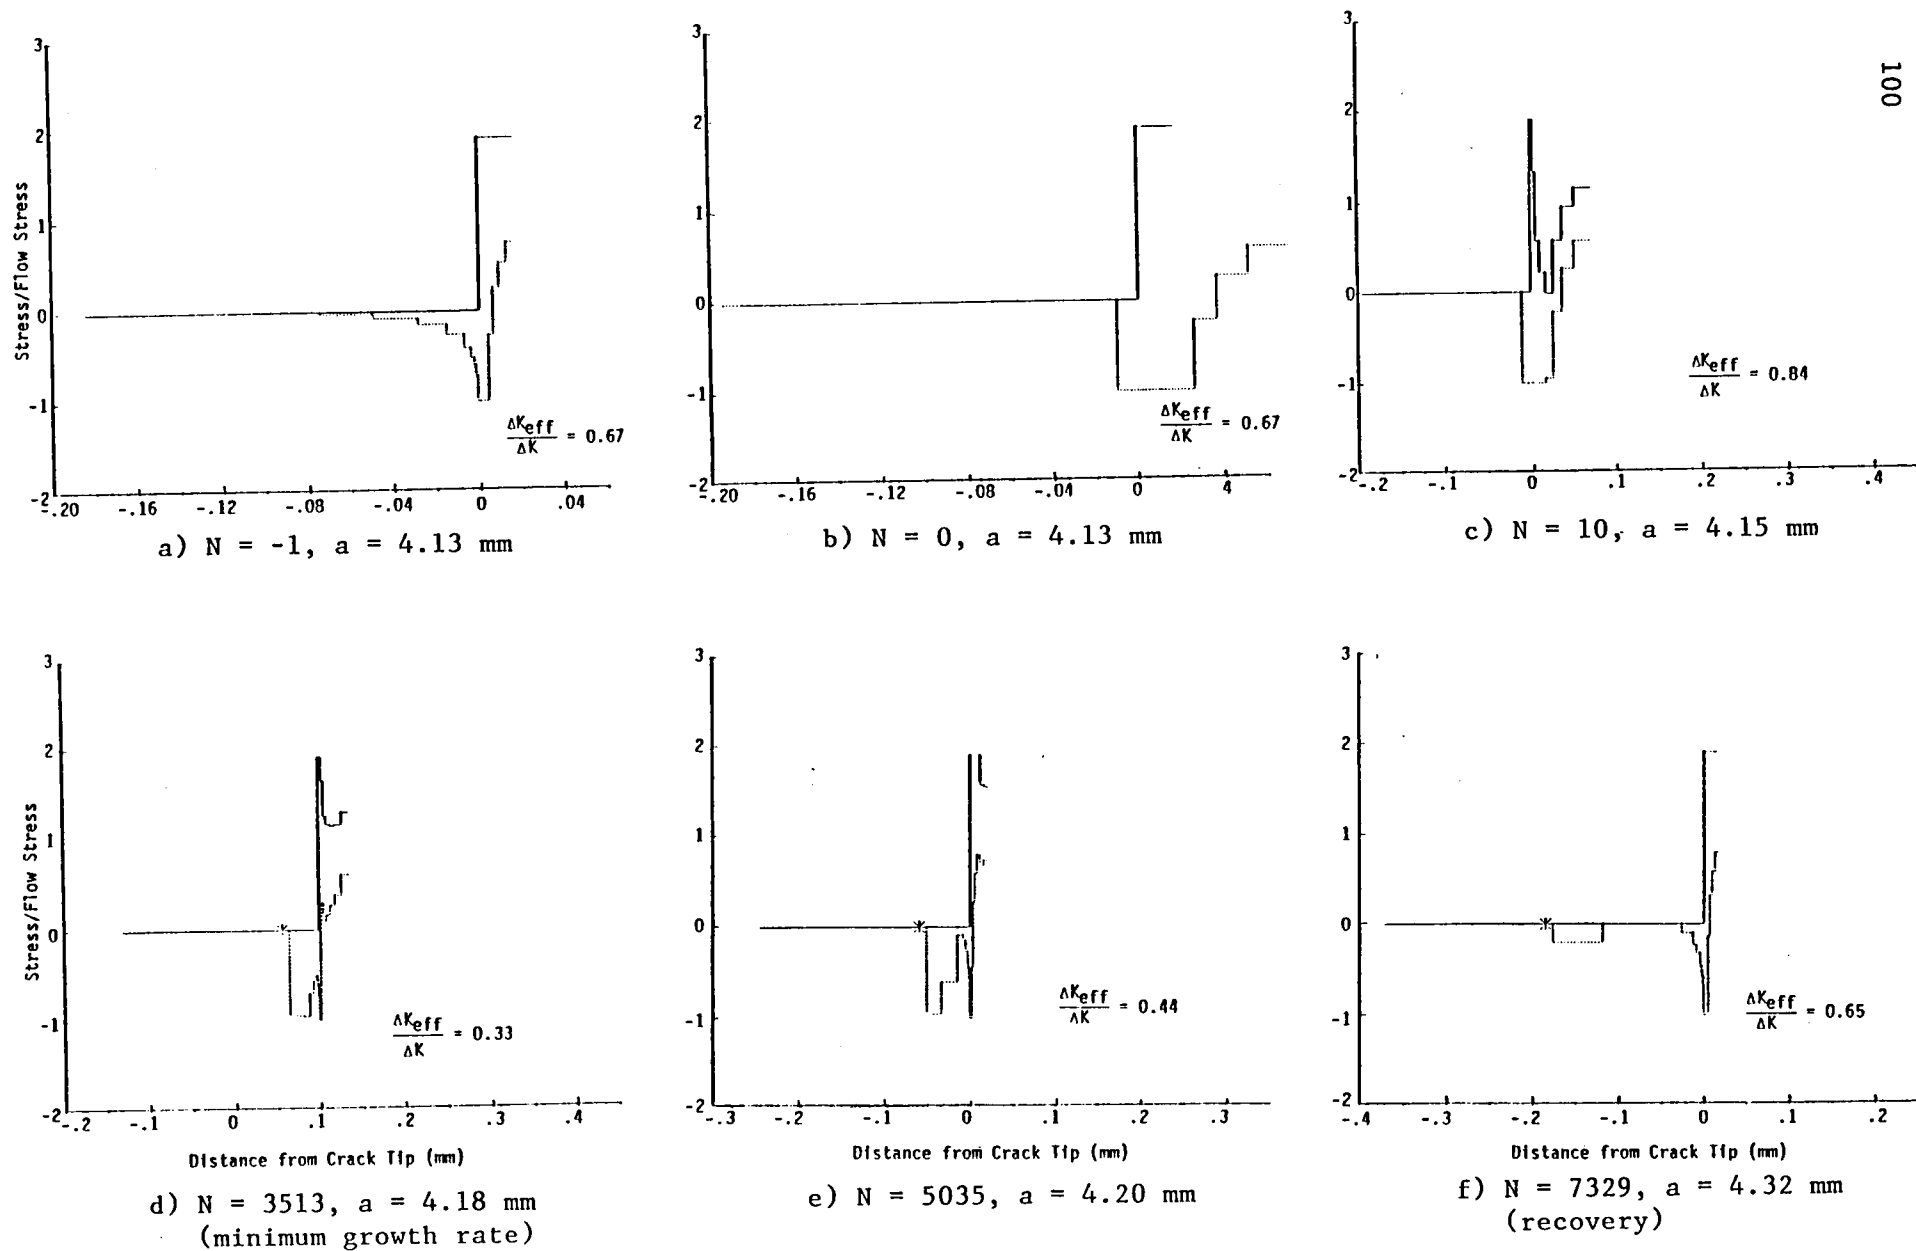 100
3
2
1
0
-1
-2
Stress/Flow Stress
ΔKeff
ΔK
= 0.67
-.20 -.16 -.12 -.08 -.04 0 .04
a) N = -1, a = 4.13 mm
3
2
1
0
-1
-2
ΔKeff
ΔK
= 0.67
-.20 -.16 -.12 -.08 -.04 0 4
b) N = 0, a = 4.13 mm
3
2
1
0
-1
-2
ΔKeff
ΔK
= 0.84
-.2 -.1 0 .1 .2 .3 .4
c) N = 10, a = 4.15 mm
3
2
1
0
-1
-2
Stress/Flow Stress
ΔKeff
ΔK
= 0.33
-.2 -.1 0 .1 .2 .3 .4
Distance from Crack Tip (mm)
d) N = 3513, a = 4.18 mm
(minimum growth rate)
3
2
1
0
-1
-2
ΔKeff
ΔK
= 0.44
-.3 -.2 -.1 0 .1 .2 .3
Distance from Crack Tip (mm)
e) N = 5035, a = 4.20 mm
3
2
1
0
-1
-2
ΔKeff
ΔK
= 0.65
-.4 -.3 -.2 -.1 0 .1 .2
Distance from Crack Tip (mm)
f) N = 7329, a = 4.32 mm
(recovery)